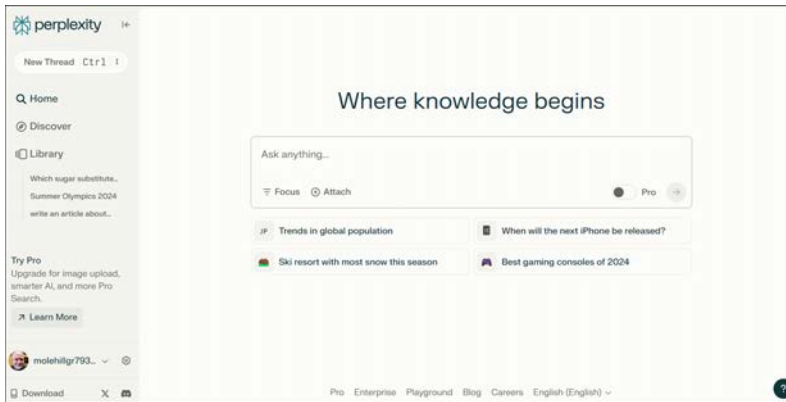 perplexity
New Thread Ctrl I
Home
Discover
Library
Which sugar substitute..
Summer Olympics 2024
write an article about..
Try Pro
Upgrade for image upload,
smarter AI, and more Pro
Search.
Learn More
molehillgr793...
Download
Where knowledge begins
Ask anything...
Focus Attach Pro
JP Trends in global population
When will the next iPhone be released?
Ski resort with most snow this season
Best gaming consoles of 2024
Pro Enterprise Playground Blog Careers English (English)
?